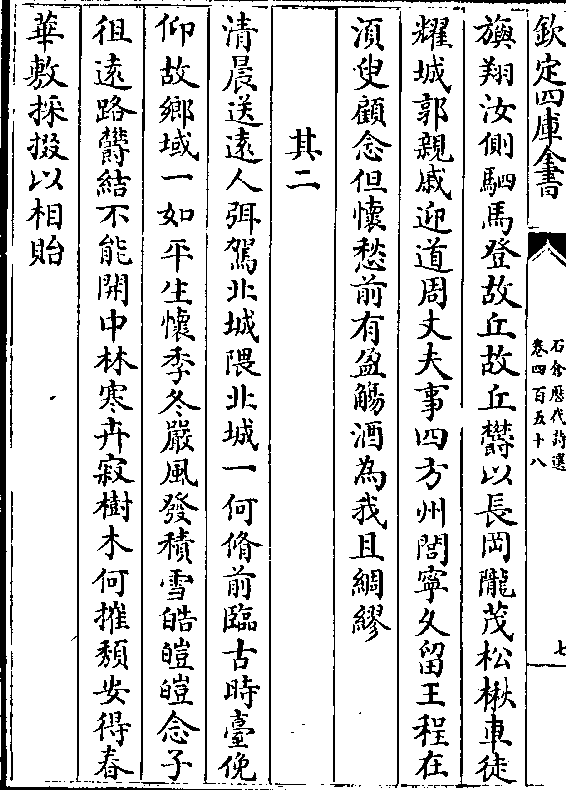 欽定四庫全書
石倉歷代詩選
卷四百五十八
七
旟翔汝側駟馬登故丘故丘欝以長岡隴茂松楸車徒
耀城郭親戚迎道周丈夫事四方州閭寧久留王程在
湏叟顧念但懷愁前有盈觴酒為我且綢繆
其二
清晨送遠人弭駕北城隈北城一何脩前臨古時臺俛
仰故鄉域一如平生懷季冬嚴風發積雪皓皚皚念子
徂遠路欝結不能開中林寒卉寂樹木何摧頽安得春
華敷採掇以相貽